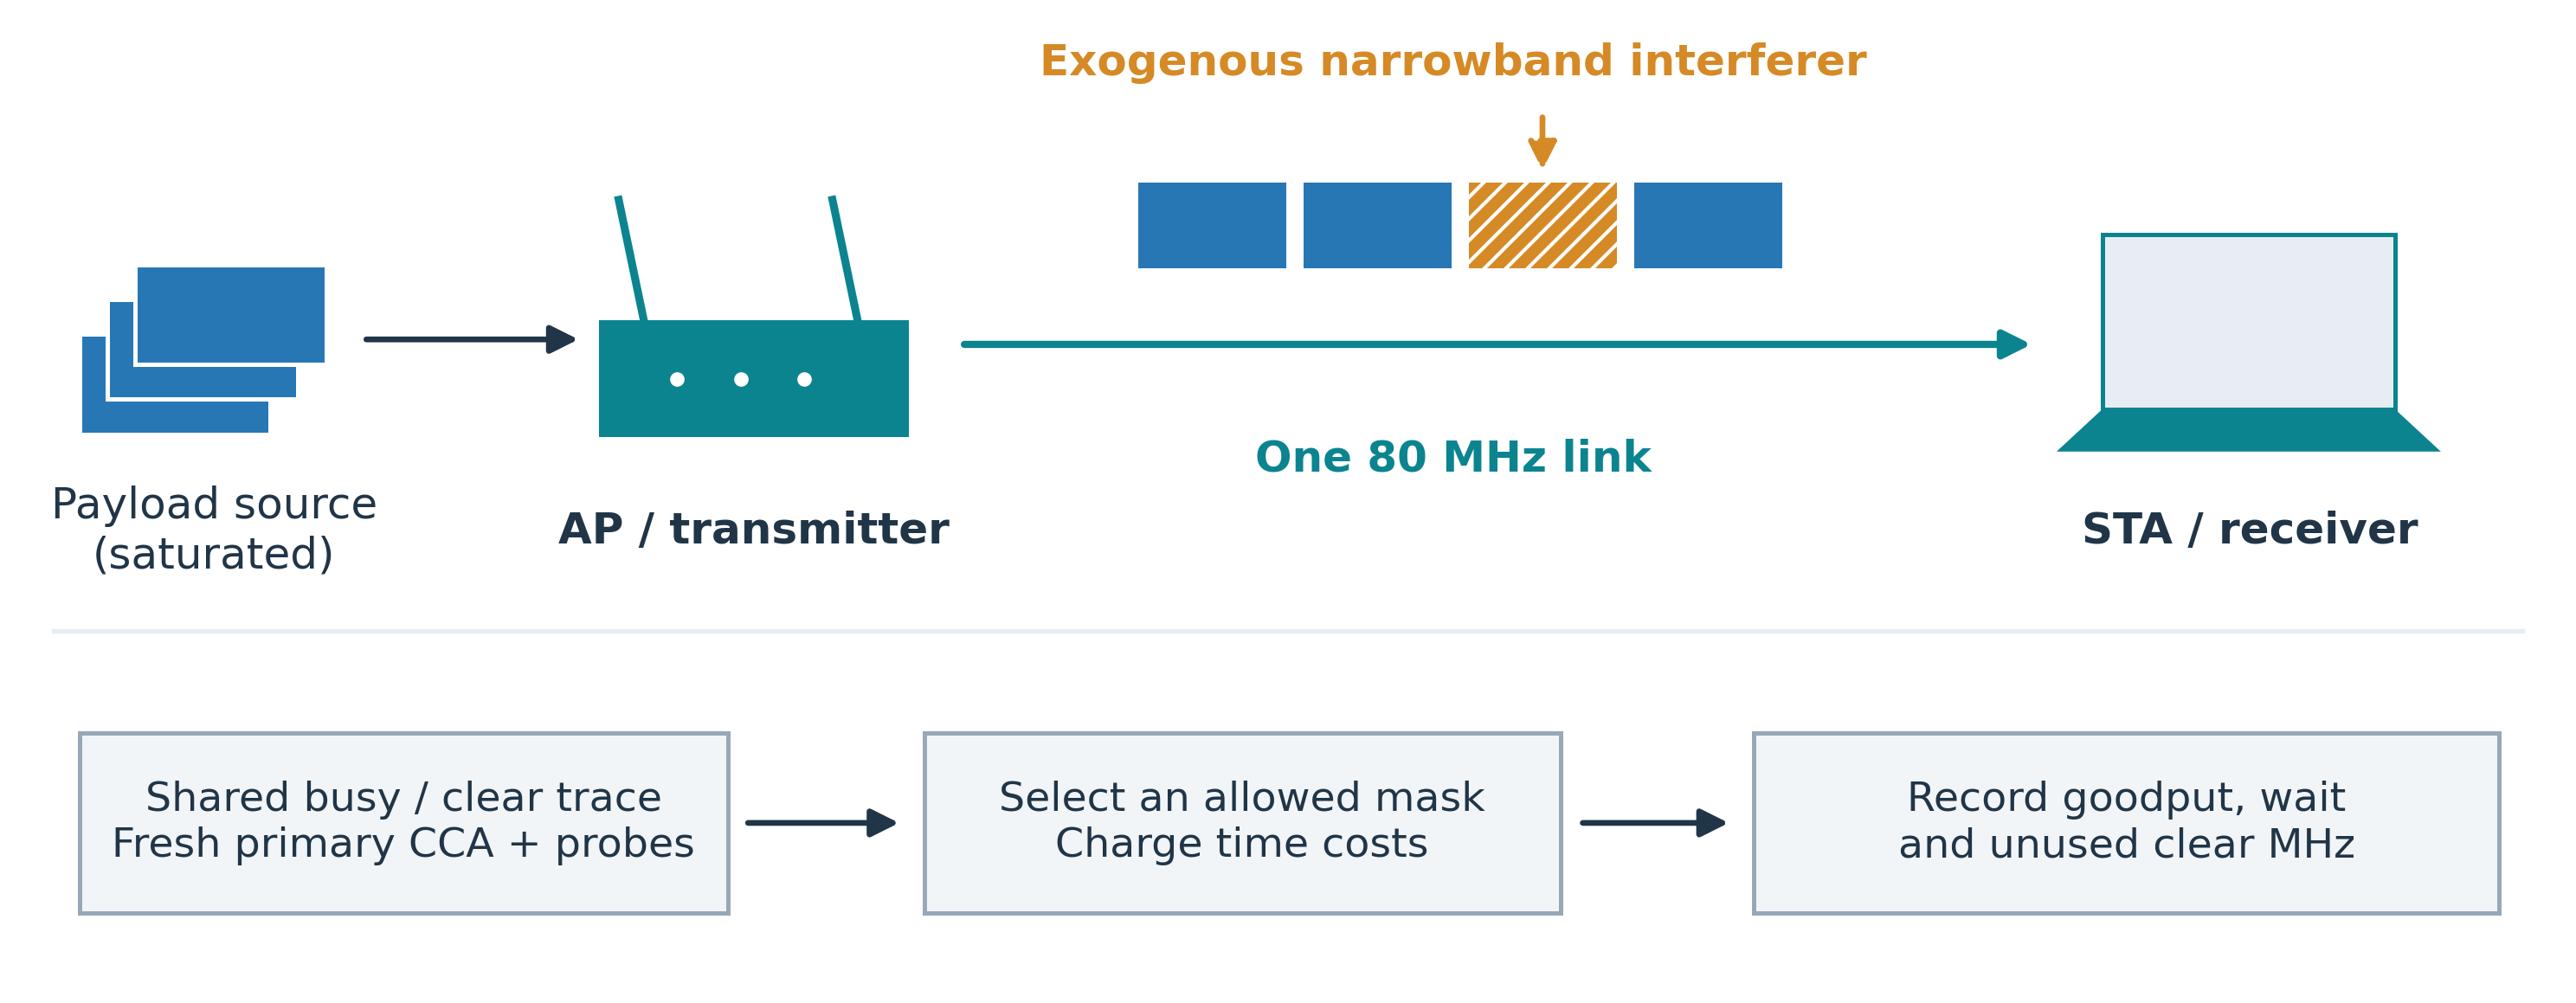 Exogenous narrowband interferer
One 80 MHz link
Payload source
(saturated)
AP / transmitter
STA / receiver
Shared busy / clear trace
Fresh primary CCA + probes
Select an allowed mask
Charge time costs
Record goodput, wait
and unused clear MHz